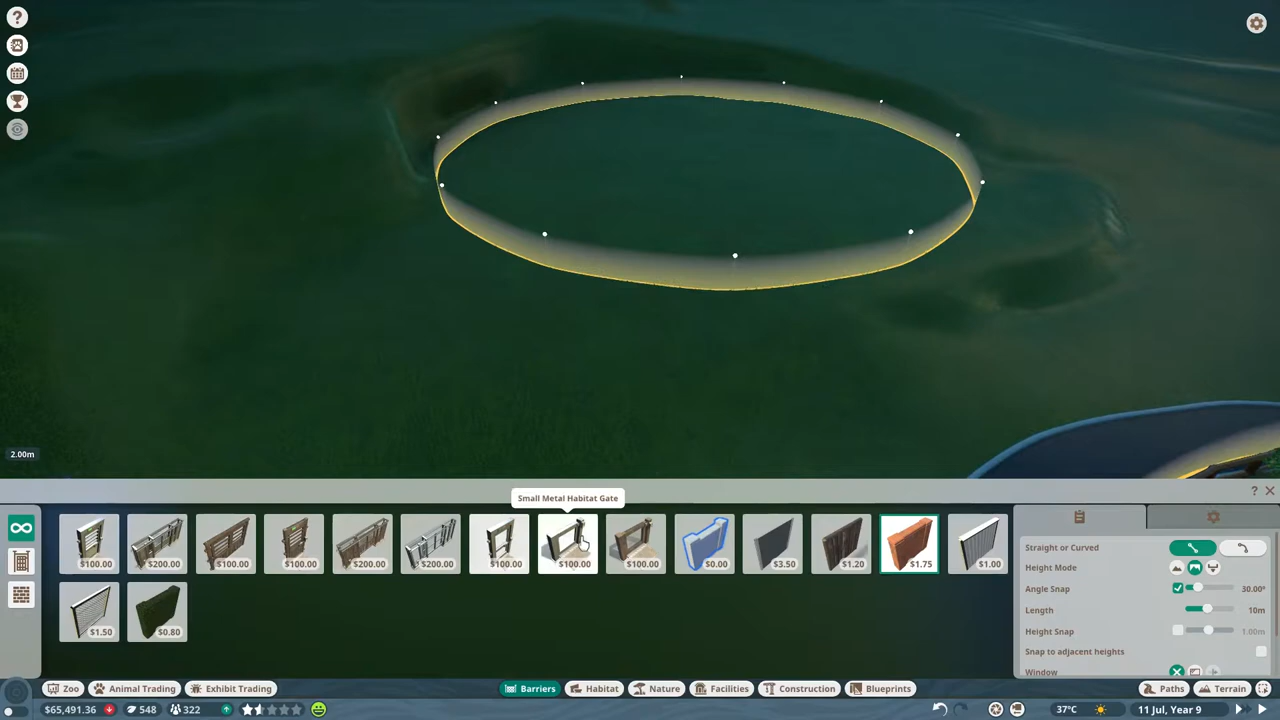 ?
2.00m
Small Metal Habitat Gate
? ×
$100.00 $200.00 $100.00 $100.00 $200.00 $200.00 $100.00 $100.00 $100.00 $0.00 $3.50 $1.20 $1.75 $1.00
$1.50 $0.80
Straight or Curved
Height Mode
Angle Snap 30.00°
Length 10m
Height Snap 1.00m
Snap to adjacent heights
Window
Zoo Animal Trading Exhibit Trading Barriers Habitat Nature Facilities Construction Blueprints Paths Terrain
$65,491.36 548 322 37°C 11 Jul, Year 9